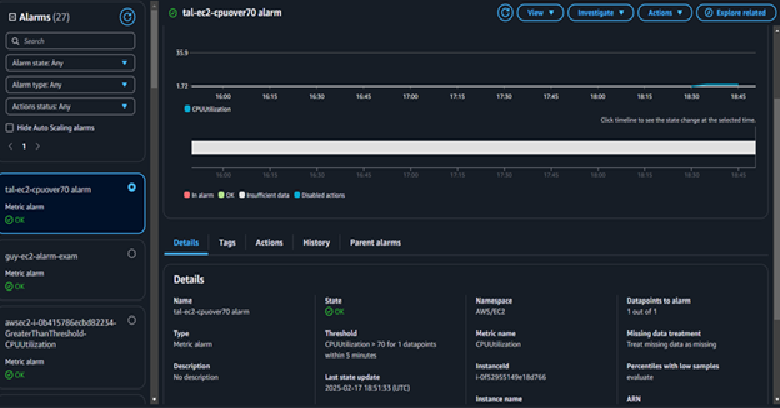 Alarms (27)
Search
Alarm state: Any
Alarm type: Any
Actions status: Any
Hide Auto Scaling alarms
1
tal-ec2-cpuover70 alarm
Metric alarm
OK
guy-ec2-alarm-exam
Metric alarm
OK
awsec2-i-0b415786ecbd82234-
GreaterThanThreshold-
CPUUtilization
Metric alarm
OK
tal-ec2-cpuover70 alarm
View
Investigate
Actions
Explore related
35.9
1.72
16:00 16:15 16:30 16:45 17:00 17:15 17:30 17:45 18:00 18:15 18:30 18:45
CPUUtilization
Click timeline to see the state change at the selected time.
16:00 16:15 16:30 16:45 17:00 17:15 17:30 17:45 18:00 18:15 18:30 18:45
In alarm OK Insufficient data Disabled actions
Details Tags Actions History Parent alarms
Details
Name
tal-ec2-cpuover70 alarm
Type
Metric alarm
Description
No description
State
OK
Threshold
CPUUtilization > 70 for 1 datapoints
within 5 minutes
Last state update
2025-02-17 18:51:33 (UTC)
Namespace
AWS/EC2
Metric name
CPUUtilization
InstanceId
i-0f52955149e18d766
Instance name
Datapoints to alarm
1 out of 1
Missing data treatment
Treat missing data as missing
Percentiles with low samples
evaluate
ARN